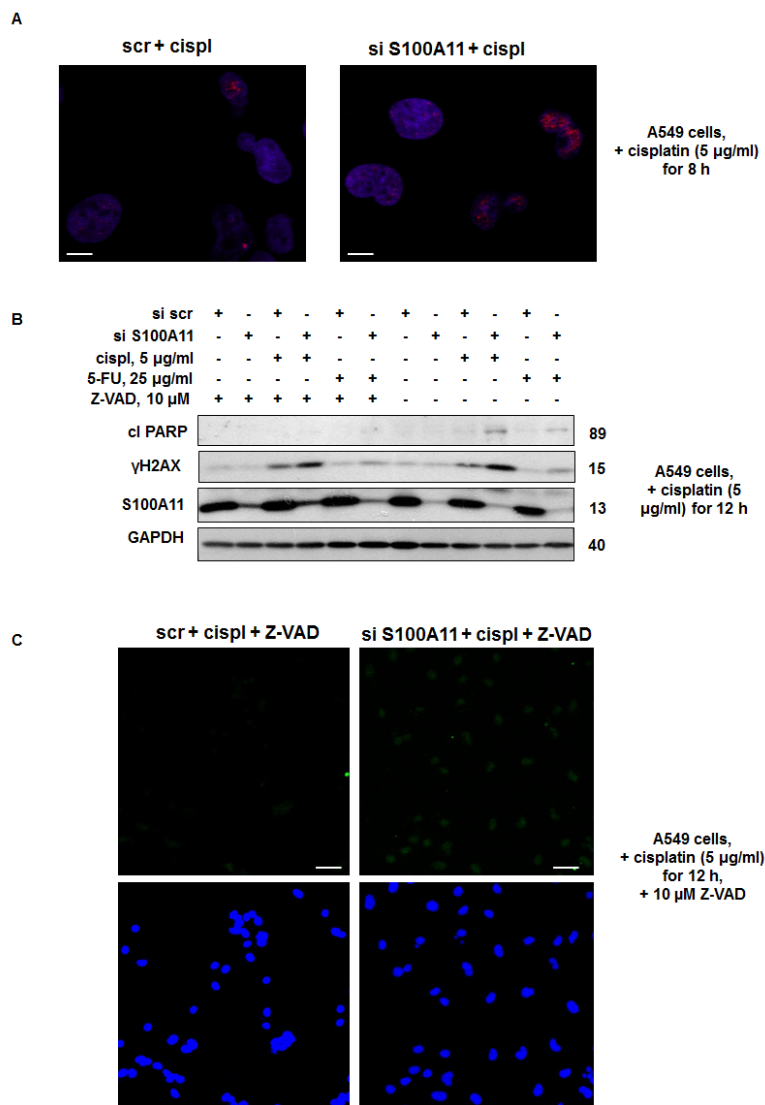 A
scr + cispl
si S100A11 + cispl
A549 cells,
+ cisplatin (5 µg/ml)
for 8 h
B
si scr + - + - + - + - + - + -
si S100A11 - + - + - + - + - + - +
cispl, 5 µg/ml - - + + - - - - + + - -
5-FU, 25 µg/ml - - - - + + - - - - + +
Z-VAD, 10 µM + + + + + + - - - - - -
cl PARP 89
γH2AX 15
S100A11 13
GAPDH 40
A549 cells,
+ cisplatin (5
µg/ml) for 12 h
C
scr + cispl + Z-VAD
si S100A11 + cispl + Z-VAD
A549 cells,
+ cisplatin (5 µg/ml)
for 12 h,
+ 10 µM Z-VAD